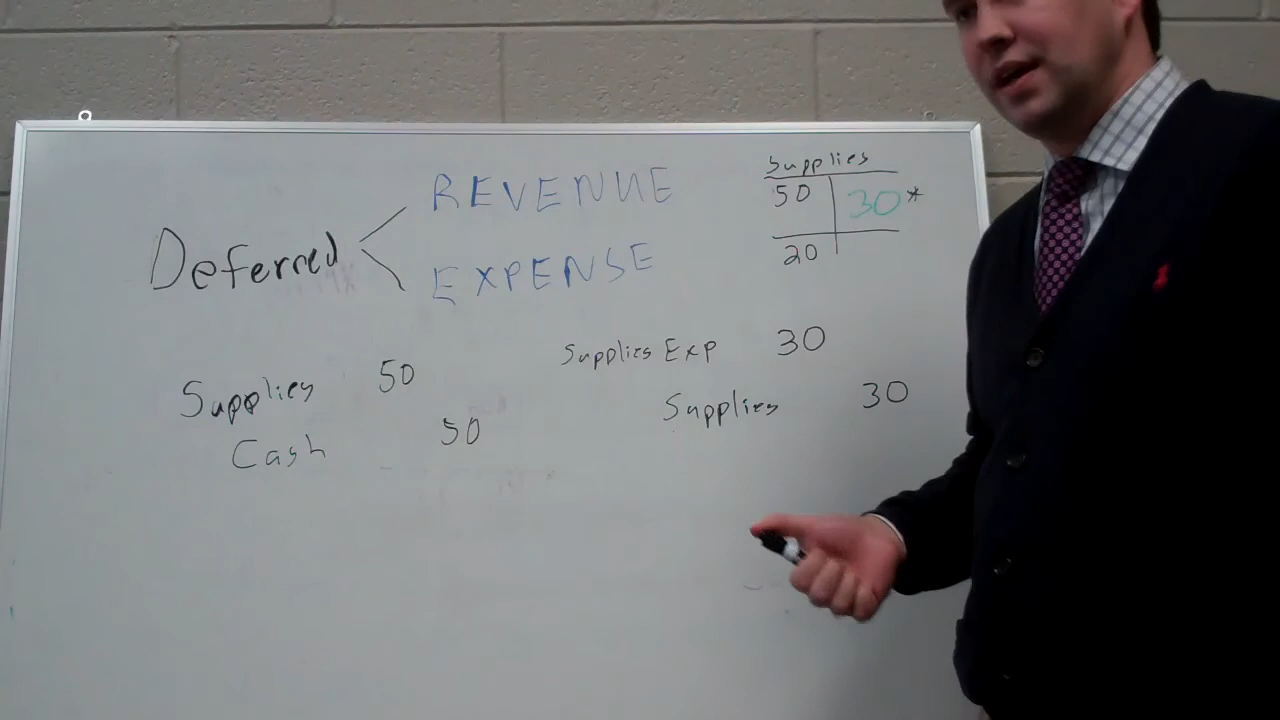 Deferred
REVENUE
EXPENSE
Supplies
50 30*
20
Supplies 50
Cash 50
Supplies Exp 30
Supplies 30